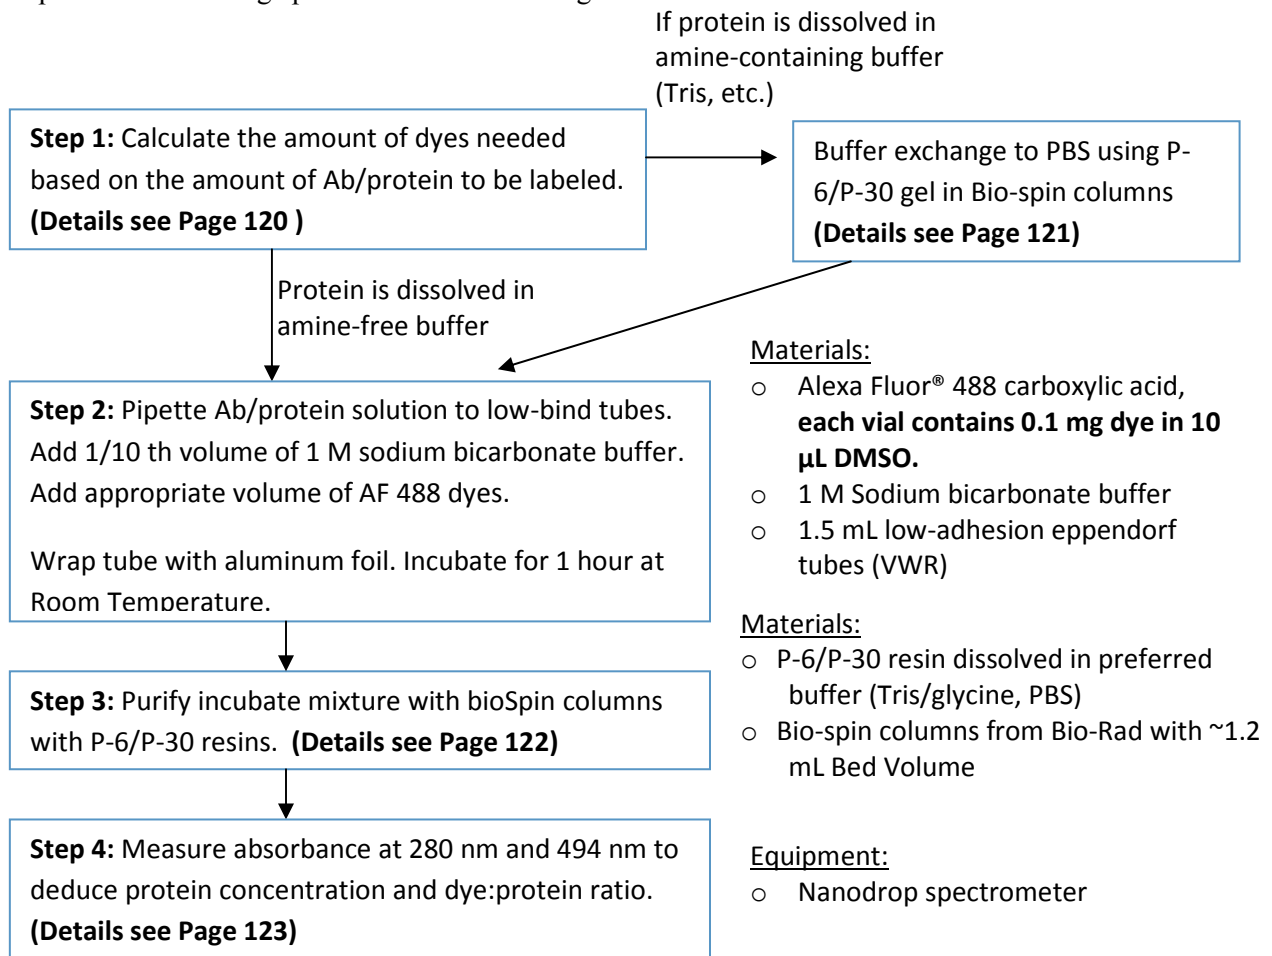 If protein is dissolved in
amine-containing buffer
(Tris, etc.)
Step 1: Calculate the amount of dyes needed
based on the amount of Ab/protein to be labeled.
(Details see Page 120 )
Buffer exchange to PBS using P-
6/P-30 gel in Bio-spin columns
(Details see Page 121)
Protein is dissolved in
amine-free buffer
Step 2: Pipette Ab/protein solution to low-bind tubes.
Add 1/10 th volume of 1 M sodium bicarbonate buffer.
Add appropriate volume of AF 488 dyes.
Wrap tube with aluminum foil. Incubate for 1 hour at
Room Temperature.
Materials:
o Alexa Fluor® 488 carboxylic acid,
each vial contains 0.1 mg dye in 10
µL DMSO.
o 1 M Sodium bicarbonate buffer
o 1.5 mL low-adhesion eppendorf
tubes (VWR)
Materials:
o P-6/P-30 resin dissolved in preferred
buffer (Tris/glycine, PBS)
o Bio-spin columns from Bio-Rad with ~1.2
mL Bed Volume
Step 3: Purify incubate mixture with bioSpin columns
with P-6/P-30 resins. (Details see Page 122)
Step 4: Measure absorbance at 280 nm and 494 nm to
deduce protein concentration and dye:protein ratio.
(Details see Page 123)
Equipment:
o Nanodrop spectrometer